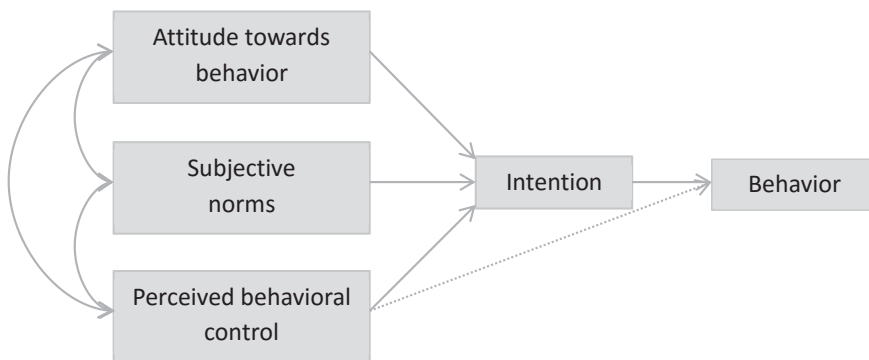 Attitude towards
behavior
Subjective
norms
Intention
Behavior
Perceived behavioral
control